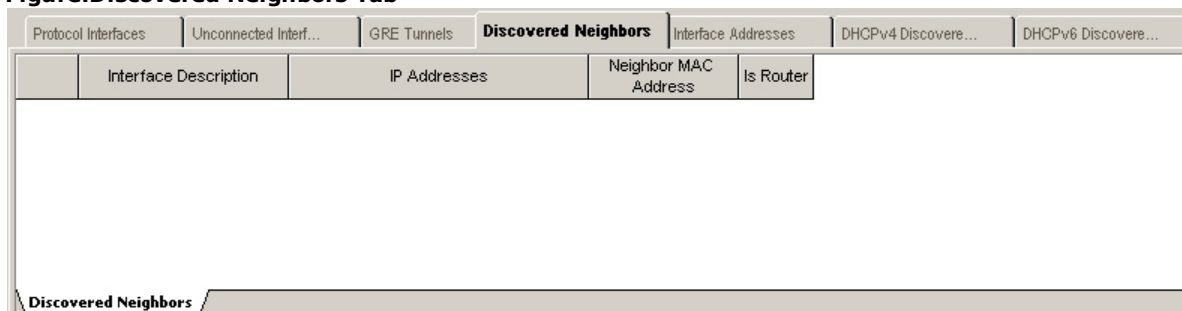 Figure:Discovered Neighbors Tab
Protocol Interfaces Unconnected Interf... GRE Tunnels Discovered Neighbors Interface Addresses DHCPv4 Discovere... DHCPv6 Discovere...
Interface Description IP Addresses Neighbor MAC Address Is Router
Discovered Neighbors